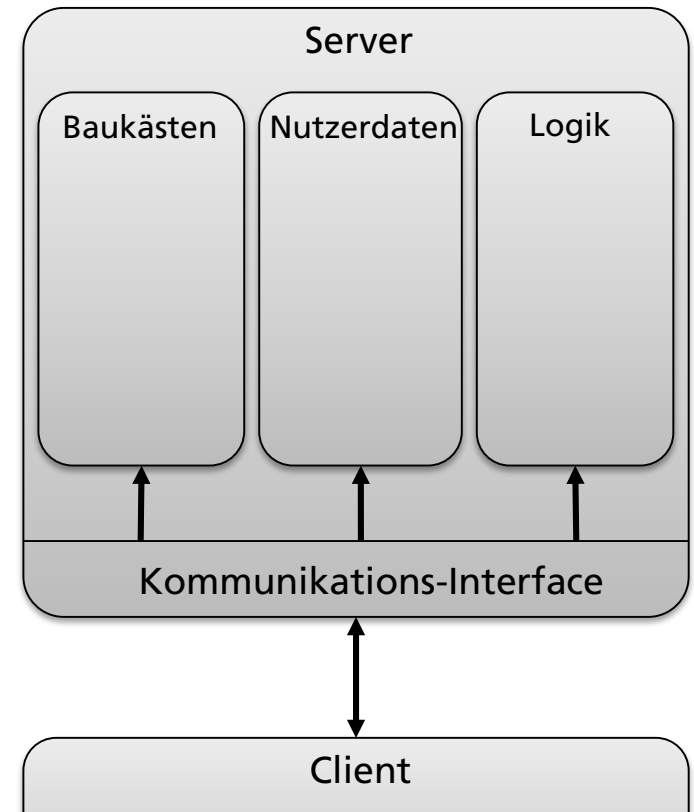 Server
Baukästen
Nutzerdaten
Logik
Kommunikations-Interface
Client